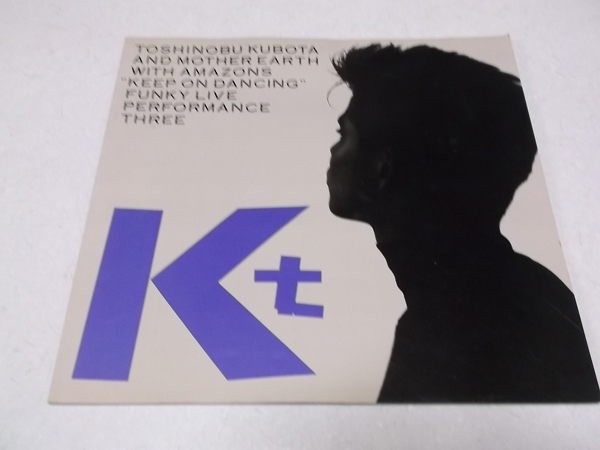 TOSHINOBU KUBOTA
AND MOTHER EARTH
WITH AMAZONS
"KEEP ON DANCING"
FUNKY LIVE
PERFORMANCE
THREE
Kt